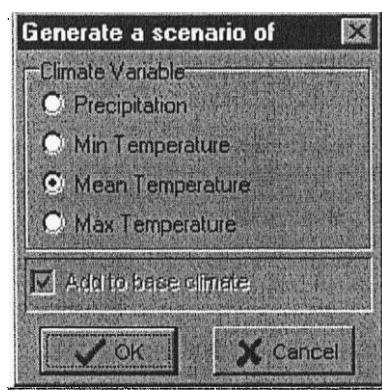 Generate a scenario of
Climate Variable
Precipitation
Min Temperature
Mean Temperature
Max Temperature
Add to base climate
OK
Cancel